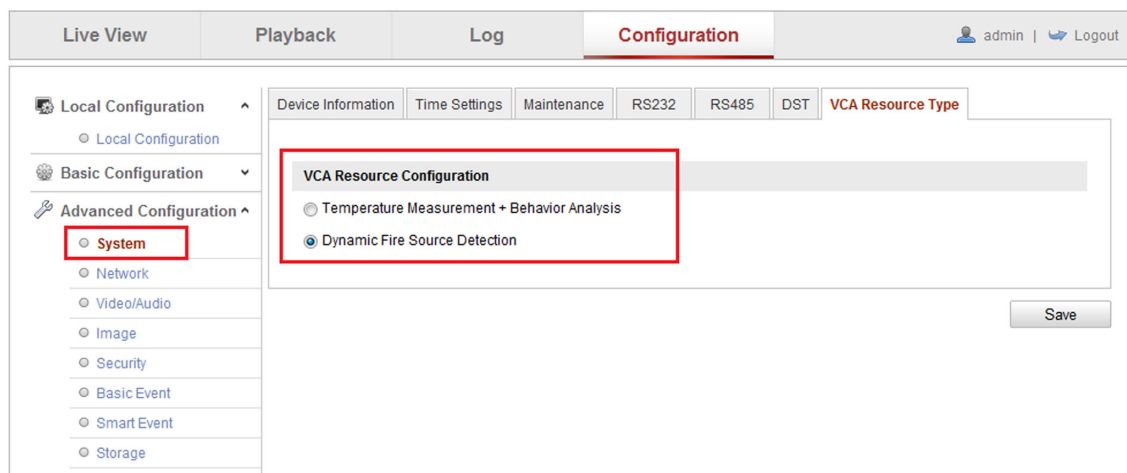 Live View Playback Log Configuration admin | Logout
Local Configuration
Local Configuration
Basic Configuration
Advanced Configuration
System
Network
Video/Audio
Image
Security
Basic Event
Smart Event
Storage
Device Information Time Settings Maintenance RS232 RS485 DST VCA Resource Type
VCA Resource Configuration
Temperature Measurement + Behavior Analysis
Dynamic Fire Source Detection
Save